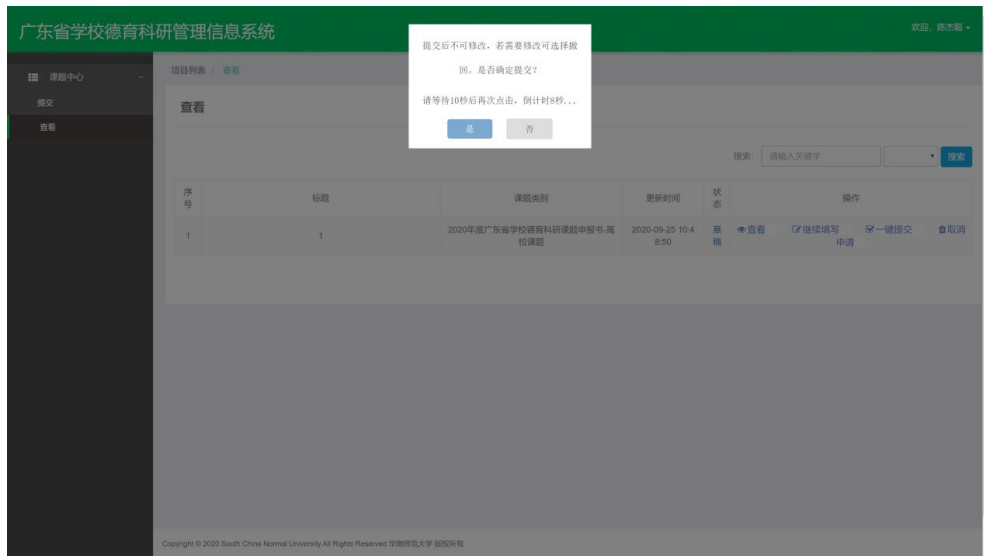 广东省学校德育科研管理信息系统
欢迎，陈杰聪
提交后不可修改，若需要修改可选择撤
回。是否确定提交？
请等待10秒后再次点击，倒计时8秒...
是 否
课题中心
提交
查看
项目列表 / 查看
查看
搜索: 请输入关键字 搜索
序号 标题 课题类别 更新时间 状态 操作
1 1 2020年度广东省学校德育科研课题申报书-高
校课题 2020-09-25 10:4
8:50 草稿 查看 继续填写 一键提交 取消
申请
Copyright © 2020 South China Normal University.All Rights Reserved 华南师范大学 版权所有